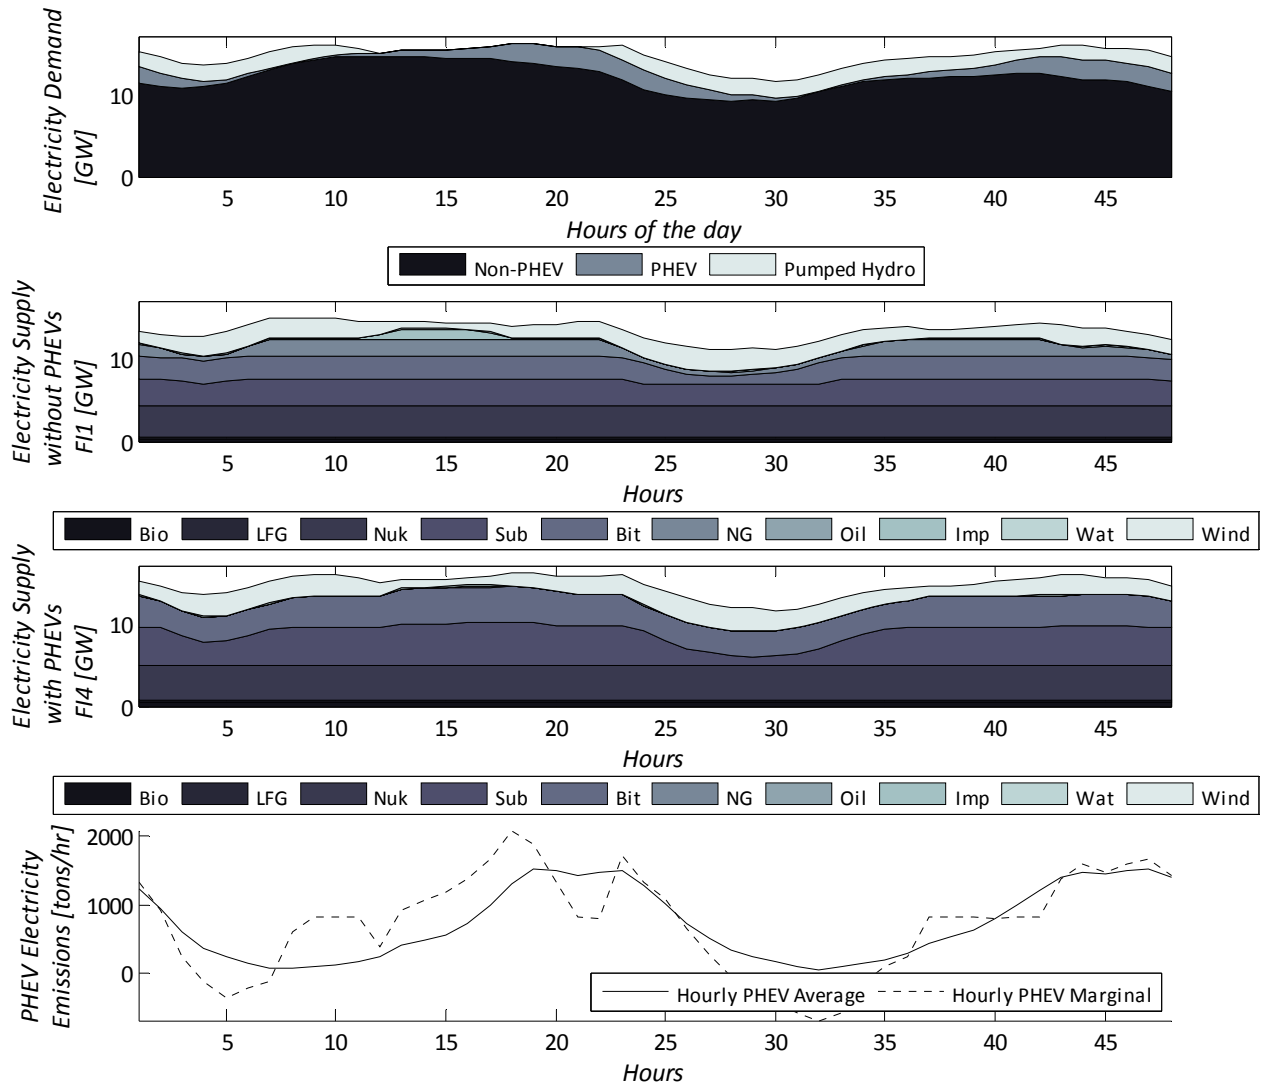 Electricity Demand
[GW]
10
0
5 10 15 20 25 30 35 40 45
Hours of the day
Non-PHEV PHEV Pumped Hydro
Electricity Supply
without PHEVs
FI1 [GW]
10
0
5 10 15 20 25 30 35 40 45
Hours
Bio LFG Nuk Sub Bit NG Oil Imp Wat Wind
Electricity Supply
with PHEVs
FI4 [GW]
10
0
5 10 15 20 25 30 35 40 45
Hours
Bio LFG Nuk Sub Bit NG Oil Imp Wat Wind
PHEV Electricity
Emissions [tons/hr]
2000
1000
0
Hourly PHEV Average Hourly PHEV Marginal
5 10 15 20 25 30 35 40 45
Hours